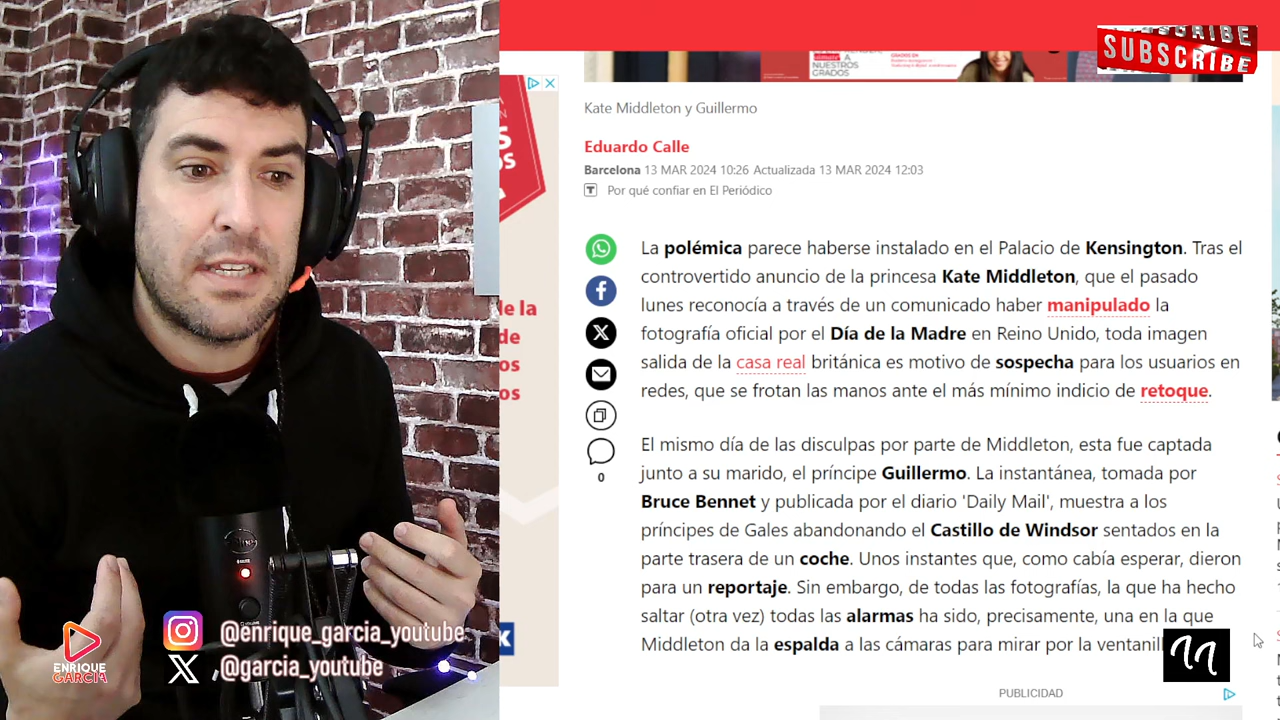 SUBSCRIBE
SUBSCRIBE
A
NUESTROS
GRADOS
Kate Middleton y Guillermo
Eduardo Calle
Barcelona 13 MAR 2024 10:26 Actualizada 13 MAR 2024 12:03
Por qué confiar en El Periódico
La polémica parece haberse instalado en el Palacio de Kensington. Tras el
controvertido anuncio de la princesa Kate Middleton, que el pasado
lunes reconocía a través de un comunicado haber manipulado la
fotografía oficial por el Día de la Madre en Reino Unido, toda imagen
salida de la casa real británica es motivo de sospecha para los usuarios en
redes, que se frotan las manos ante el más mínimo indicio de retoque.
0
El mismo día de las disculpas por parte de Middleton, esta fue captada
junto a su marido, el príncipe Guillermo. La instantánea, tomada por
Bruce Bennet y publicada por el diario 'Daily Mail', muestra a los
príncipes de Gales abandonando el Castillo de Windsor sentados en la
parte trasera de un coche. Unos instantes que, como cabía esperar, dieron
para un reportaje. Sin embargo, de todas las fotografías, la que ha hecho
saltar (otra vez) todas las alarmas ha sido, precisamente, una en la que
Middleton da la espalda a las cámaras para mirar por la ventanil
PUBLICIDAD
de la
de
os
os
ENRIQUE
GARCIA
@enrique_garcia_youtube
@garcia_youtube